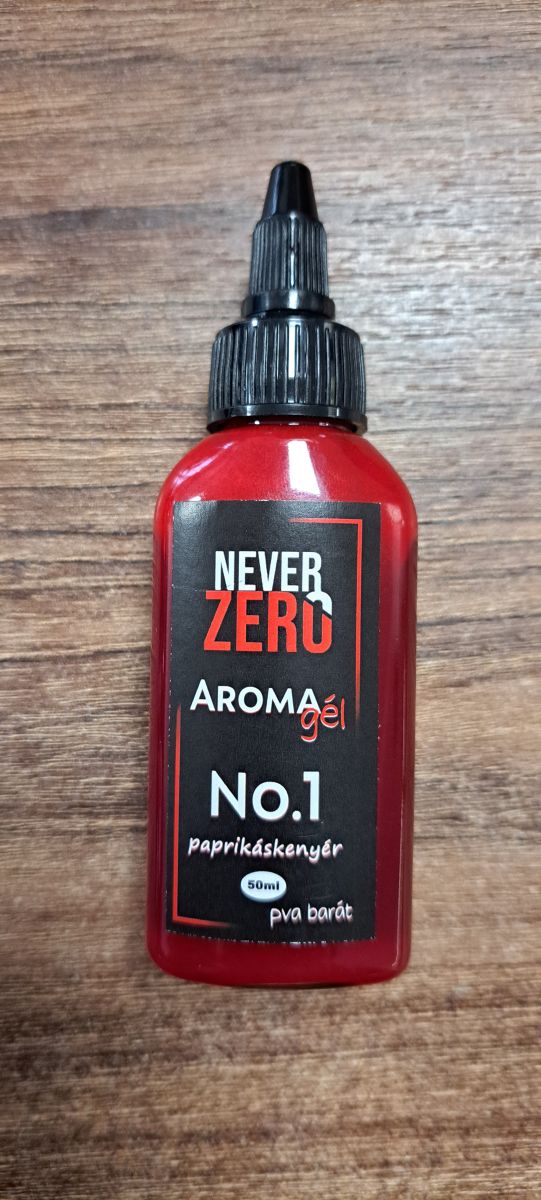 NEVER
ZERO
AROMA gél
No.1
paprikáskenyér
50ml
pva barát